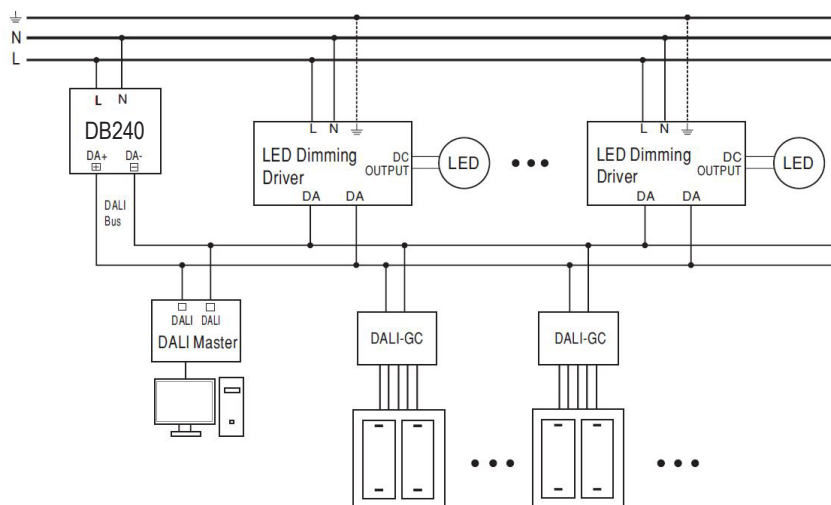 N
L
L N
DB240
DA+ DA-
DALI
Bus
L N
LED Dimming
Driver
DC
OUTPUT
DA DA
LED
L N
LED Dimming
Driver
DC
OUTPUT
DA DA
LED
DALI DALI
DALI Master
DALI-GC
DALI-GC